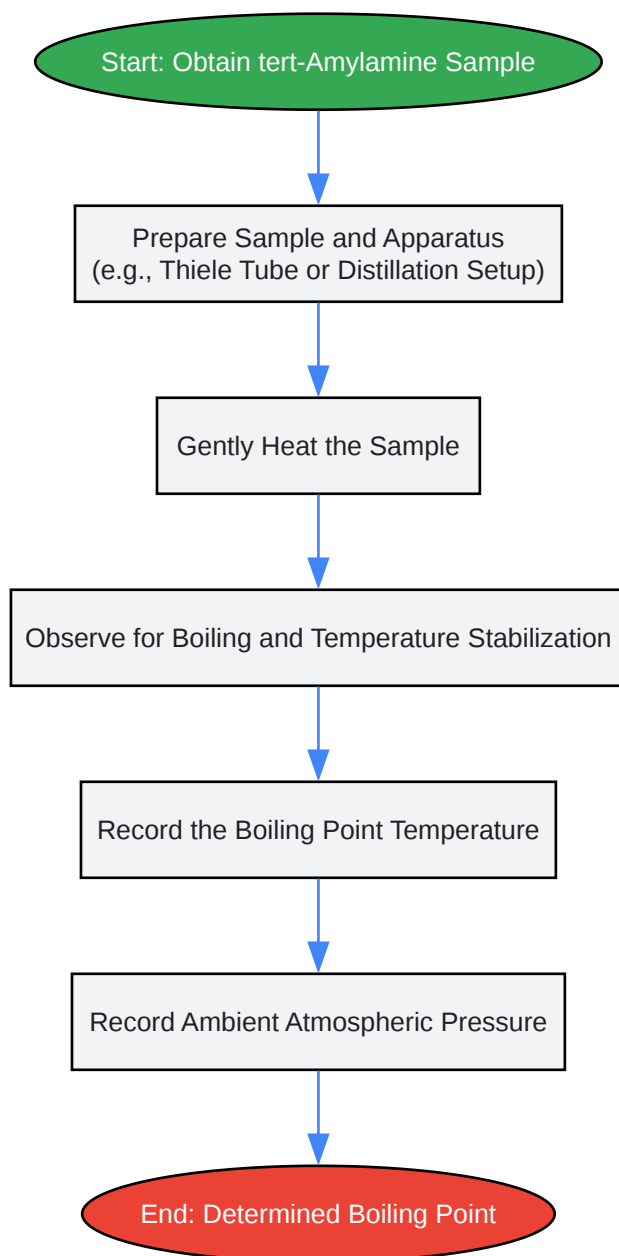 Start: Obtain tert-Amylamine Sample
Prepare Sample and Apparatus
(e.g., Thiele Tube or Distillation Setup)
Gently Heat the Sample
Observe for Boiling and Temperature Stabilization
Record the Boiling Point Temperature
Record Ambient Atmospheric Pressure
End: Determined Boiling Point